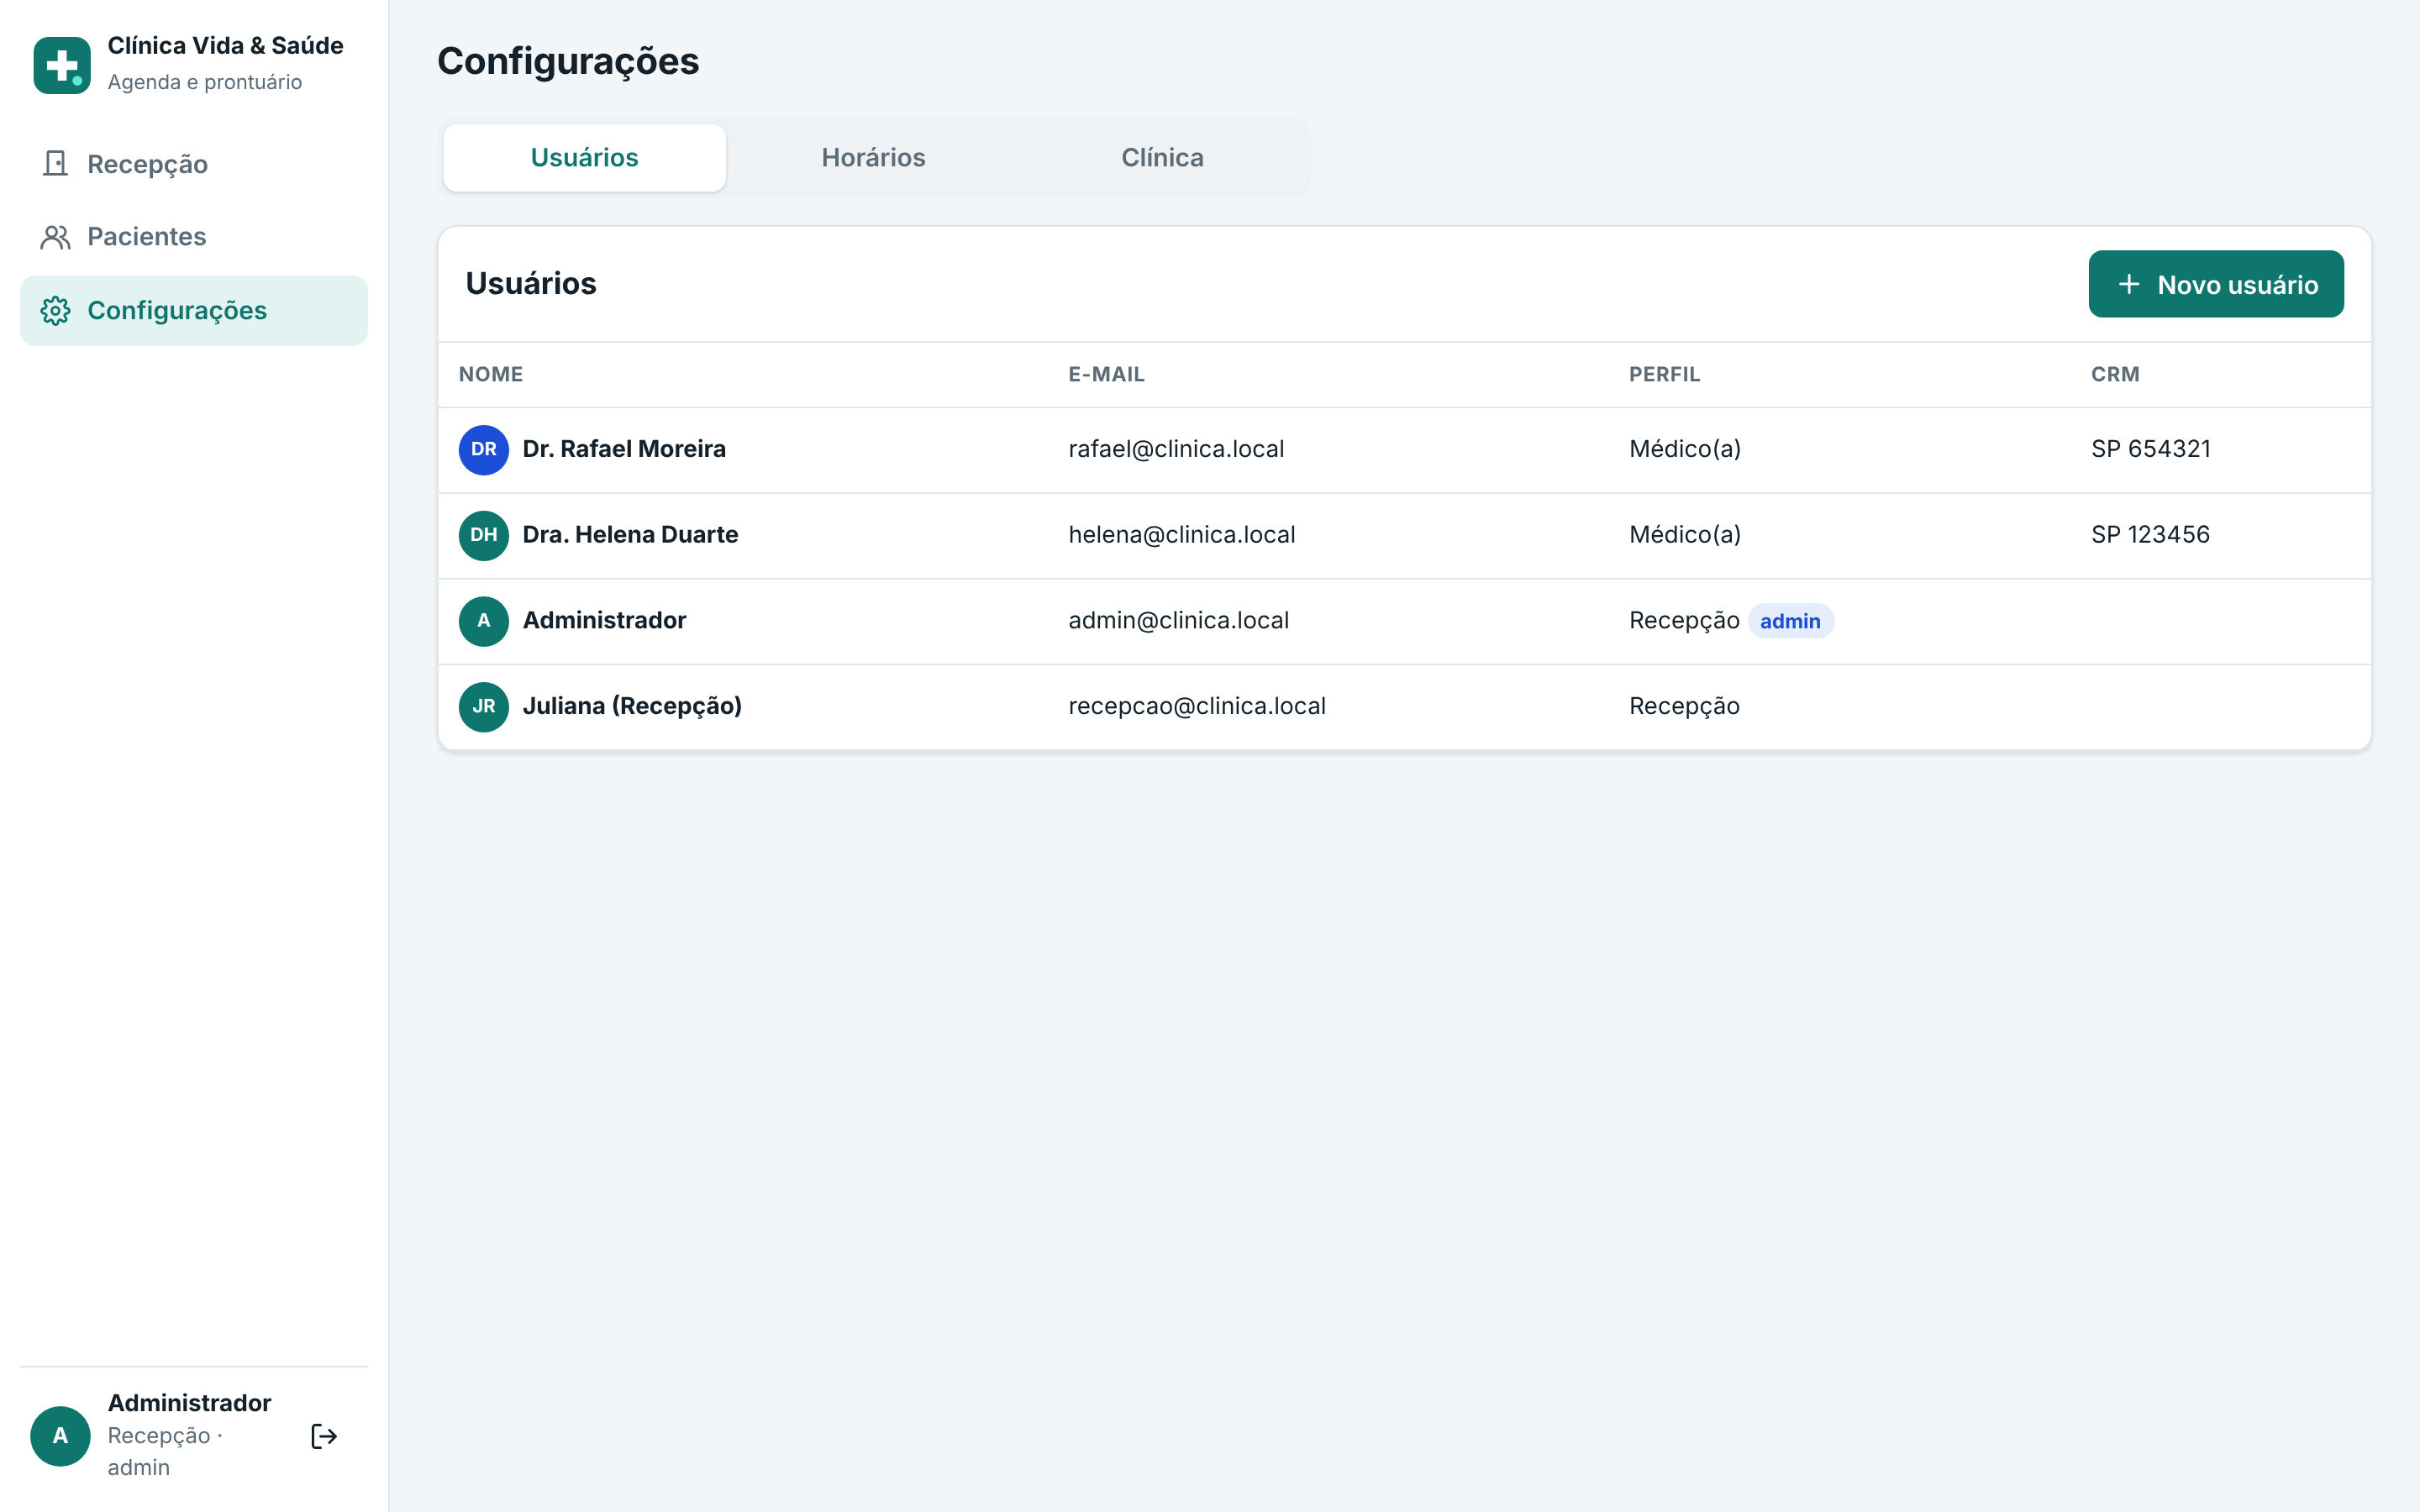 Clínica Vida & Saúde
Agenda e prontuário
Recepção
Pacientes
Configurações
Administrador
A
Recepção ·
admin
Configurações
Usuários
Horários
Clínica
Usuários
+ Novo usuário
NOME E-MAIL PERFIL CRM
DR Dr. Rafael Moreira rafael@clinica.local Médico(a) SP 654321
DH Dra. Helena Duarte helena@clinica.local Médico(a) SP 123456
A Administrador admin@clinica.local Recepção admin
JR Juliana (Recepção) recepcao@clinica.local Recepção